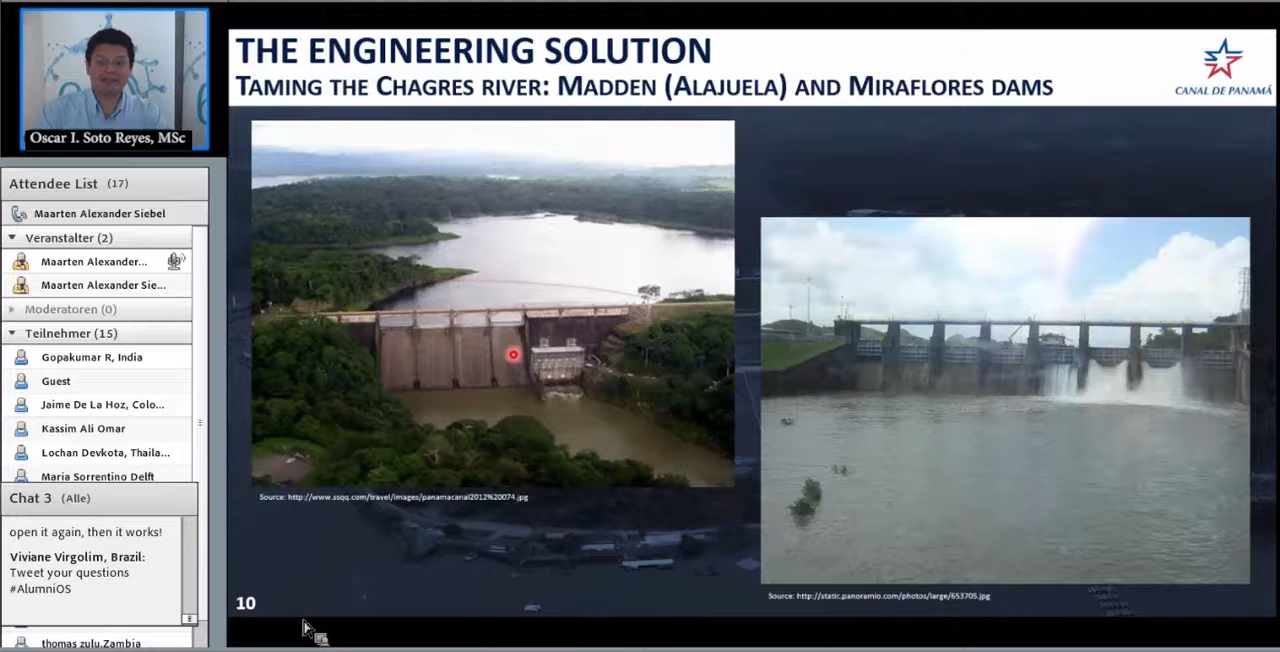 Oscar I. Soto Reyes, MSc
Attendee List (17)
Maarten Alexander Siebel
Veranstalter (2)
Maarten Alexander...
Maarten Alexander Sie...
Moderatoren (0)
Teilnehmer (15)
Gopakumar R, India
Guest
Jaime De La Hoz, Colo...
Kassim Ali Omar
Lochan Devkota, Thaila...
Maria Sorrentino Delft
Chat 3 (Alle)
open it again, then it works!
Viviane Virgolim, Brazil:
Tweet your questions
#AlumniOS
thomas zulu,Zambia
THE ENGINEERING SOLUTION
TAMING THE CHAGRES RIVER: MADDEN (ALAJUELA) AND MIRAFLORES DAMS
CANAL DE PANAMÁ
Source: http://www.ssqq.com/travel/images/panamacanal2012%20074.jpg
Source: http://static.panoramio.com/photos/large/653705.jpg
10